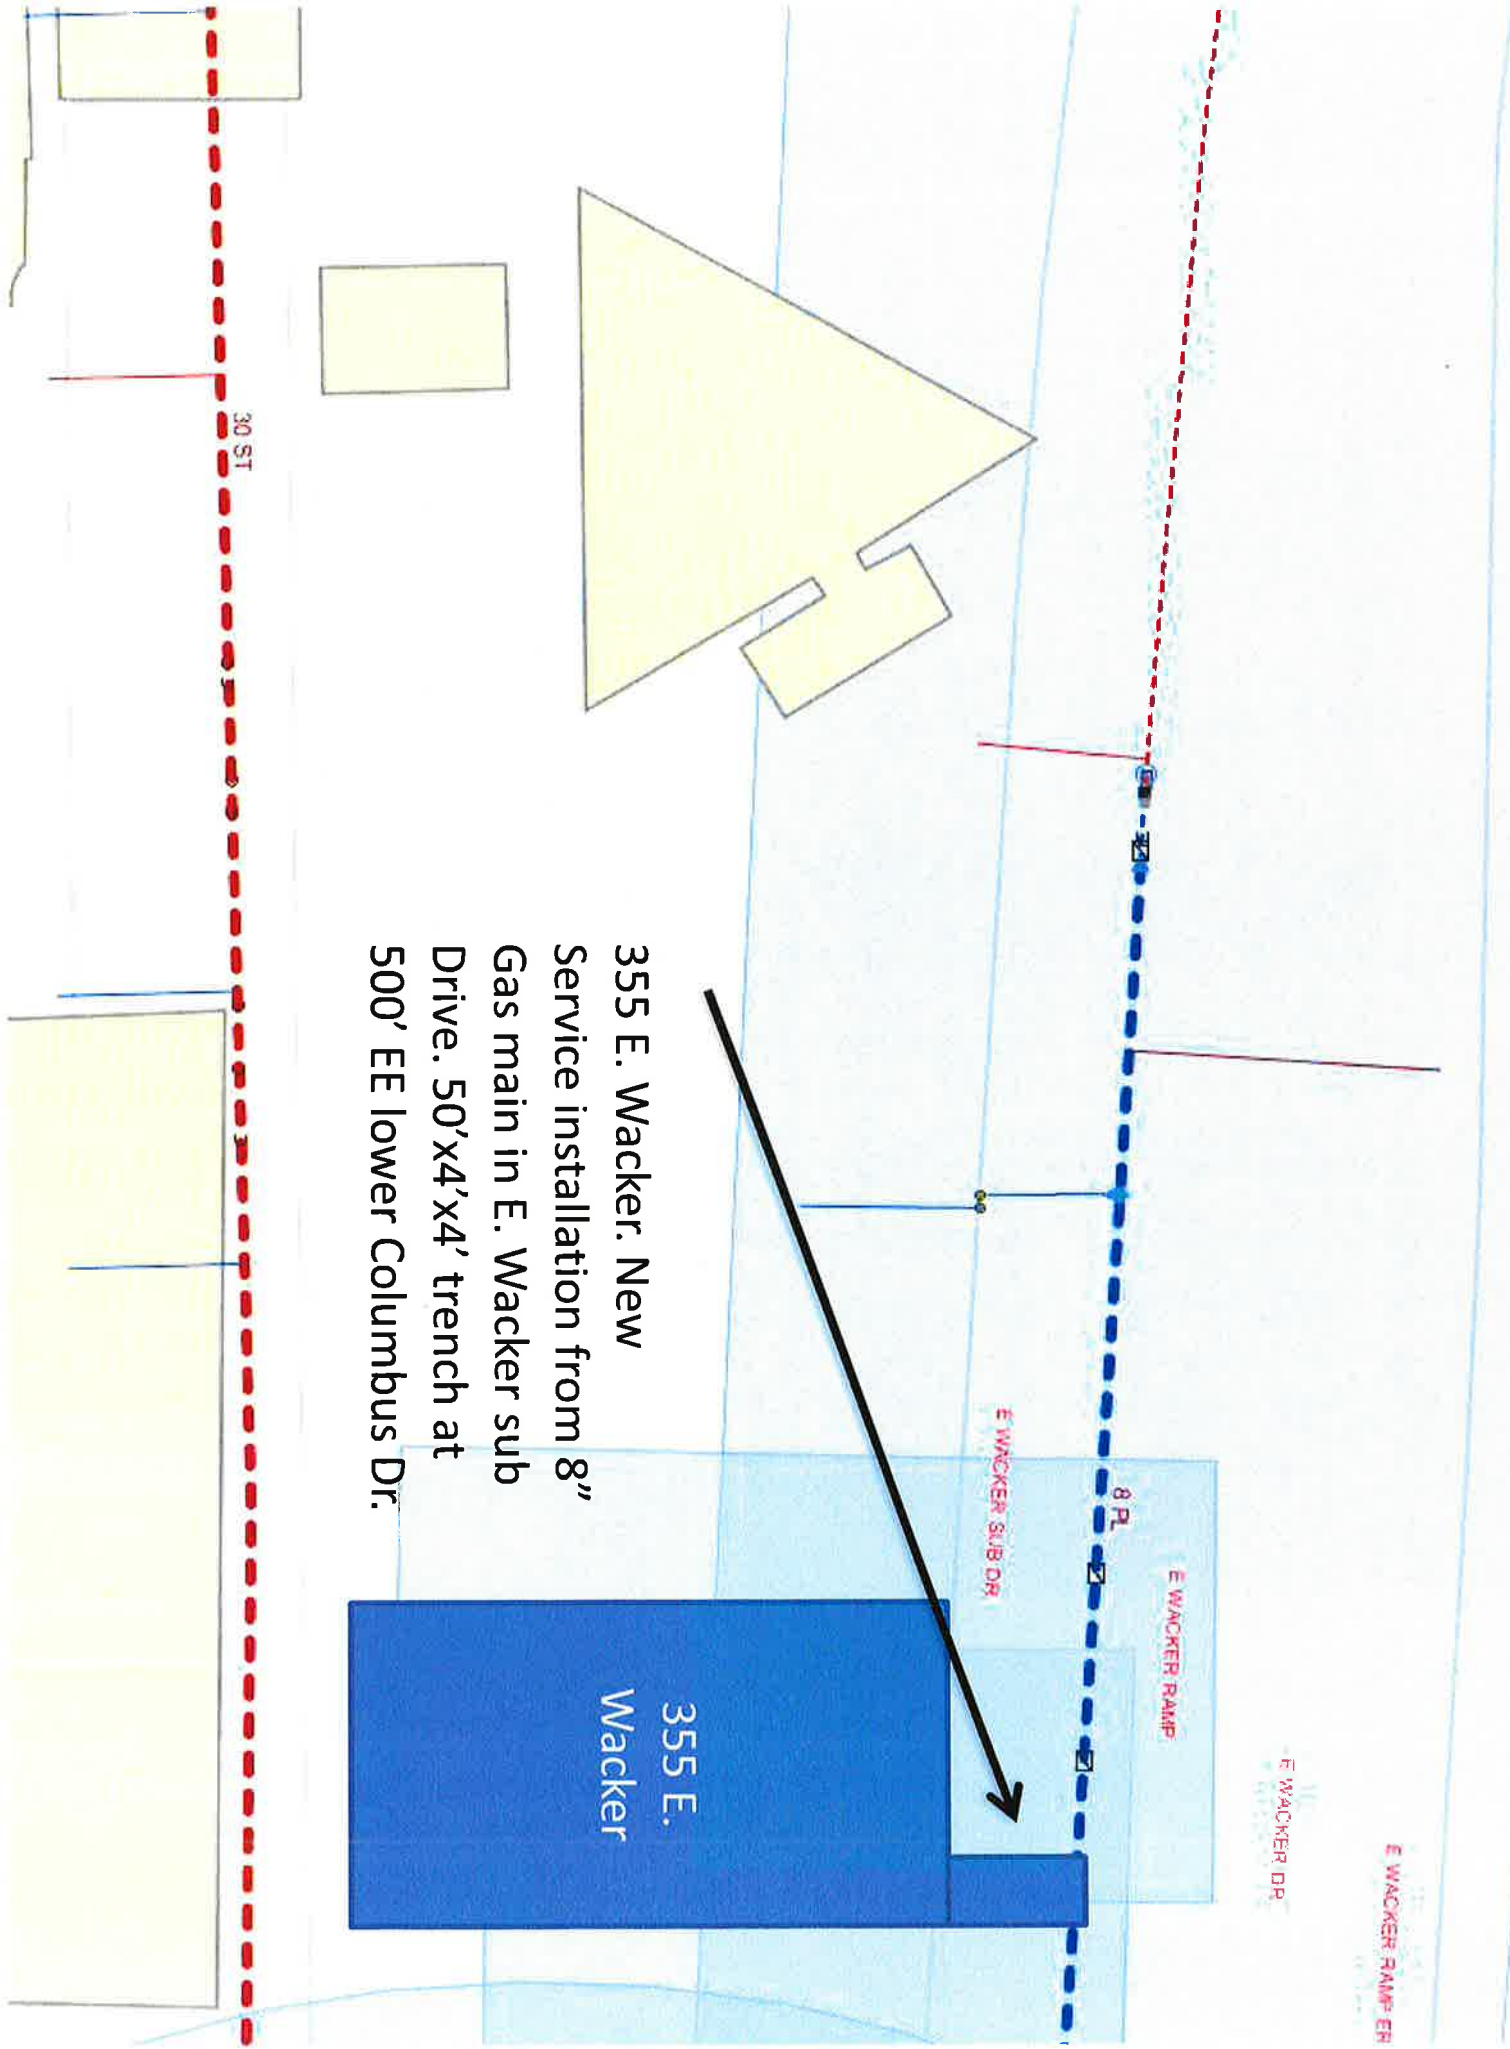 355 E. Wacker. New
Service installation from 8”
Gas main in E. Wacker sub
Drive. 50’x4’x4’ trench at
500’ EE lower Columbus Dr.
355 E.
Wacker
30 ST
8 PL
E WACKER SUB DR
E WACKER RAMP
E WACKER DR
E WACKER RAMP ER